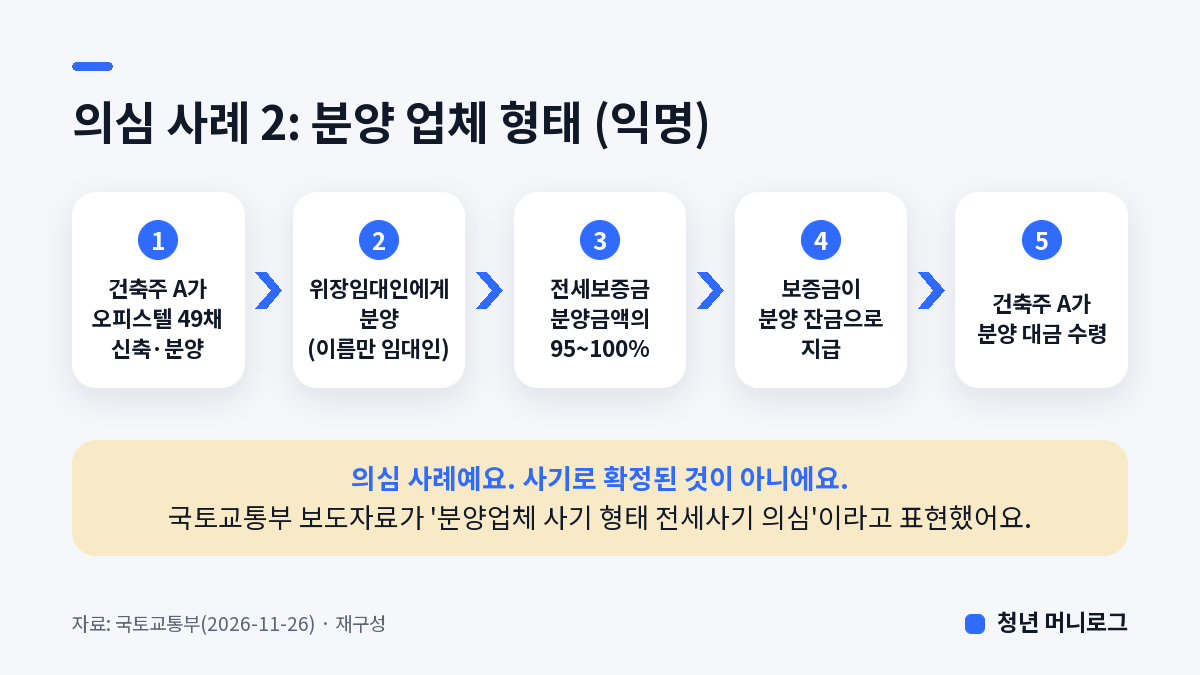 의심 사례 2: 분양 업체 형태 (익명)
1
건축주 A가
오피스텔 49채
신축·분양
2
위장임대인에게
분양
(이름만 임대인)
3
전세보증금
분양금액의
95~100%
4
보증금이
분양 잔금으로
지급
5
건축주 A가
분양 대금 수령
의심 사례예요. 사기로 확정된 것이 아니에요.
국토교통부 보도자료가 '분양업체 사기 형태 전세사기 의심'이라고 표현했어요.
자료: 국토교통부(2026-11-26) · 재구성
청년 머니로그